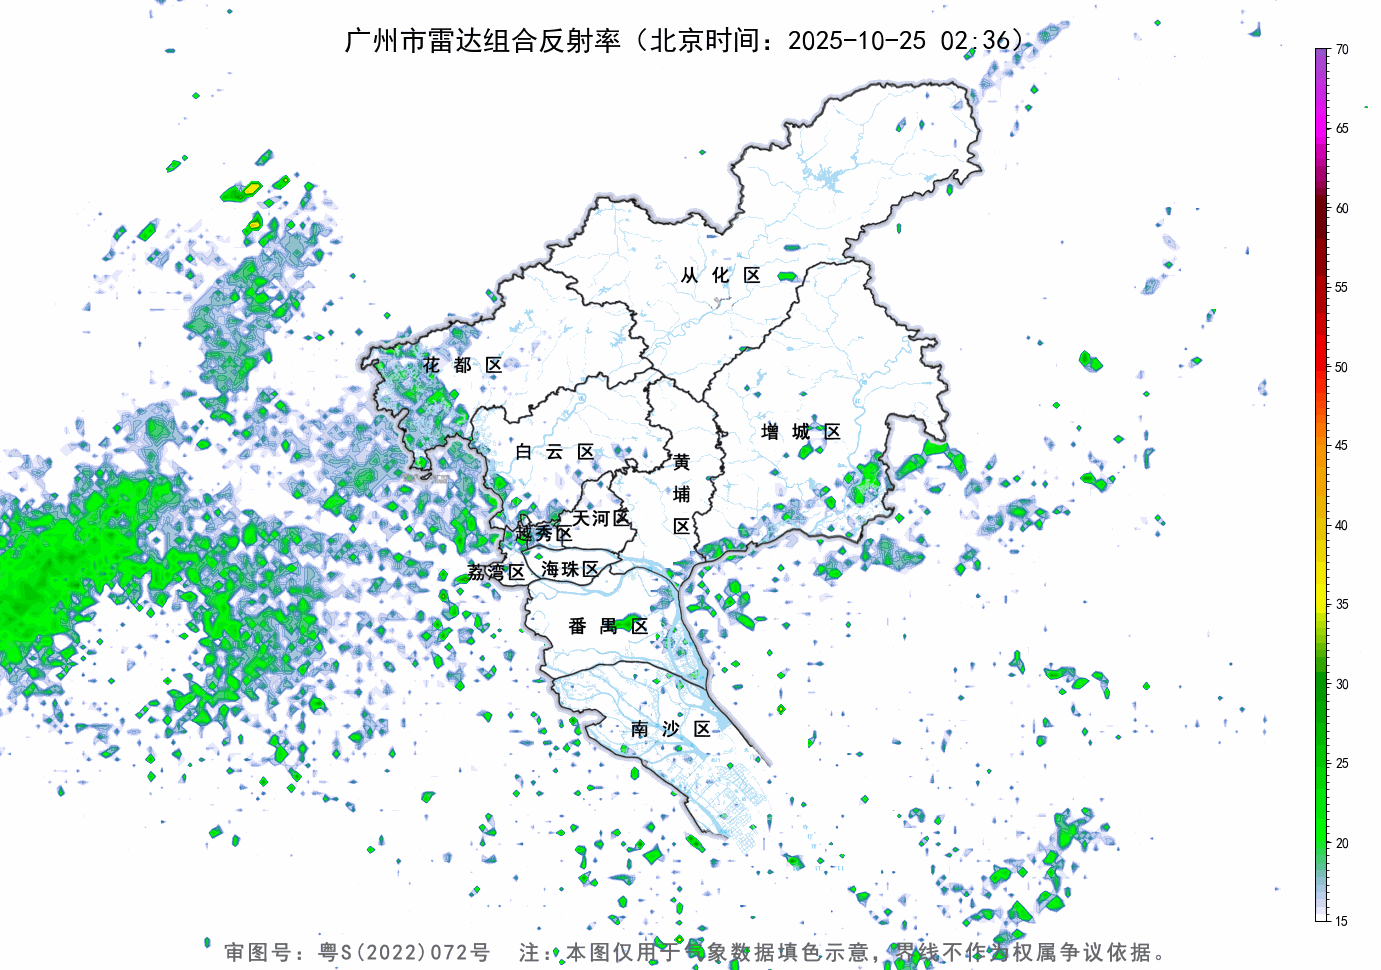 广州市雷达组合反射率（北京时间：2025-10-25 02:36）
70
65
60
55
50
45
40
35
30
25
20
15
从化区
花都区
增城区
白云区
黄埔区
天河区
越秀区
海珠区
荔湾区
番禺区
南沙区
审图号：粤S(2022)072号 注：本图仅用于气象数据填色示意，界线不作为权属争议依据。